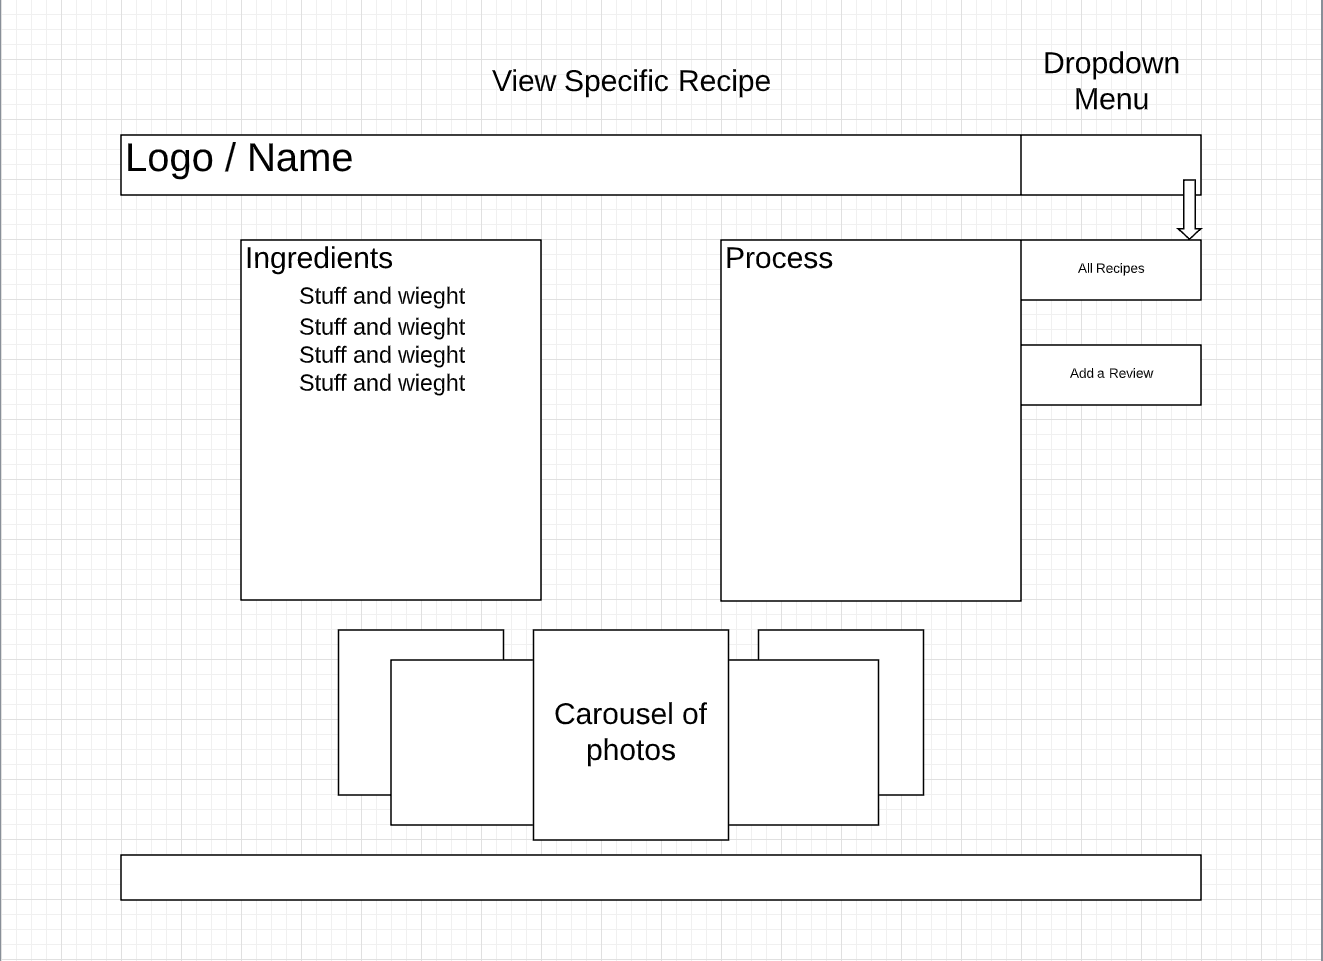 View Specific Recipe
Dropdown
Menu
Logo / Name
Ingredients
Stuff and wieght
Stuff and wieght
Stuff and wieght
Stuff and wieght
Process
All Recipes
Add a Review
Carousel of
photos